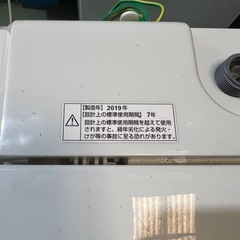 【製造年】2019年
【設計上の標準使用期間】 7年
設計上の標準使用期間を超えて使用
されますと、経年劣化による発火・
けが等の事故に至る恐れがあります。